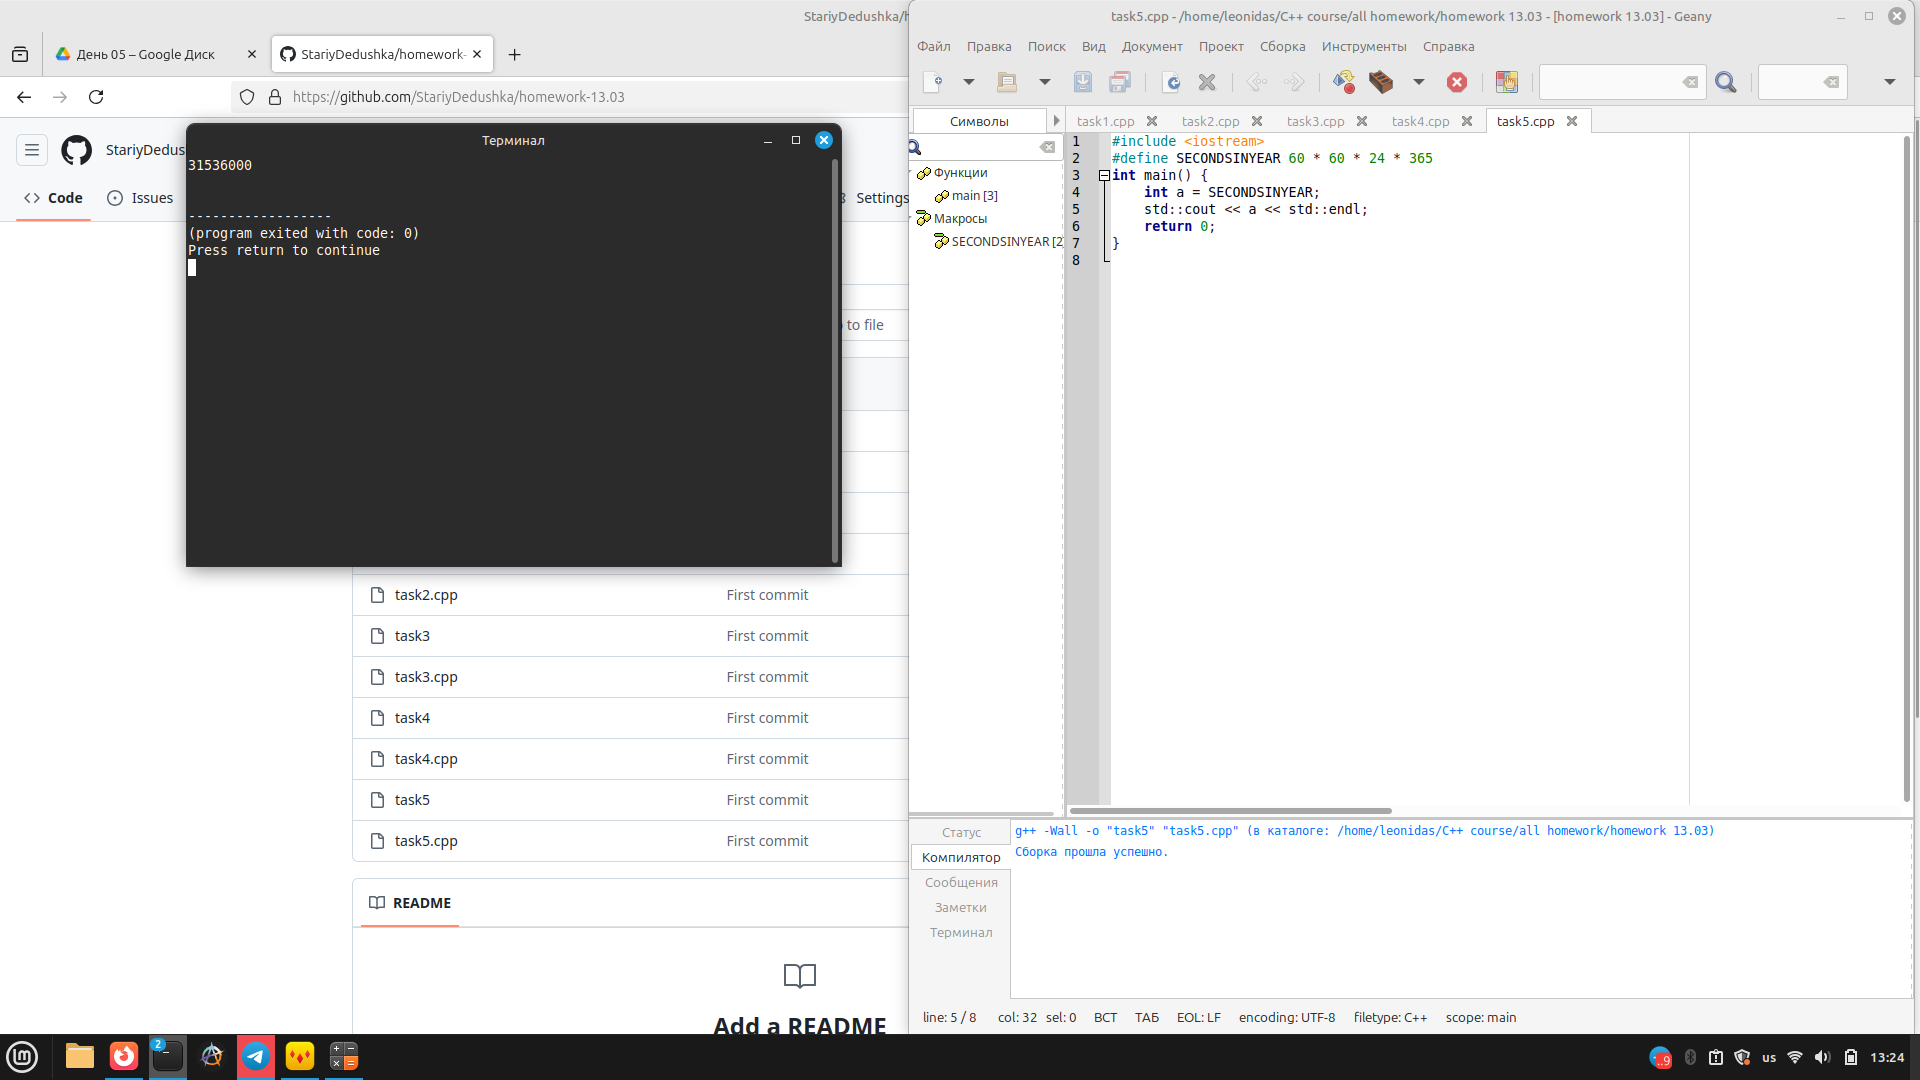 StariyDedushka/h
День 05 – Google Диск
StariyDedushka/homework-
https://github.com/StariyDedushka/homework-13.03
StariyDedus
Code
Issues
Settings
to file
Терминал
31536000
------------------
(program exited with code: 0)
Press return to continue
task2.cpp First commit
task3 First commit
task3.cpp First commit
task4 First commit
task4.cpp First commit
task5 First commit
task5.cpp First commit
README
Add a README
task5.cpp - /home/leonidas/C++ course/all homework/homework 13.03 - [homework 13.03] - Geany
Файл Правка Поиск Вид Документ Проект Сборка Инструменты Справка
Символы
Функции
main [3]
Макросы
SECONDSINYEAR [2
task1.cpp task2.cpp task3.cpp task4.cpp task5.cpp
1 #include <iostream>
2 #define SECONDSINYEAR 60 * 60 * 24 * 365
3 int main() {
4 int a = SECONDSINYEAR;
5 std::cout << a << std::endl;
6 return 0;
7 }
8
Статус
Компилятор
Сообщения
Заметки
Терминал
g++ -Wall -o "task5" "task5.cpp" (в каталоге: /home/leonidas/C++ course/all homework/homework 13.03)
Сборка прошла успешно.
line: 5 / 8 col: 32 sel: 0 ВСТ ТАБ EOL: LF encoding: UTF-8 filetype: C++ scope: main
2
..9
us
13:24